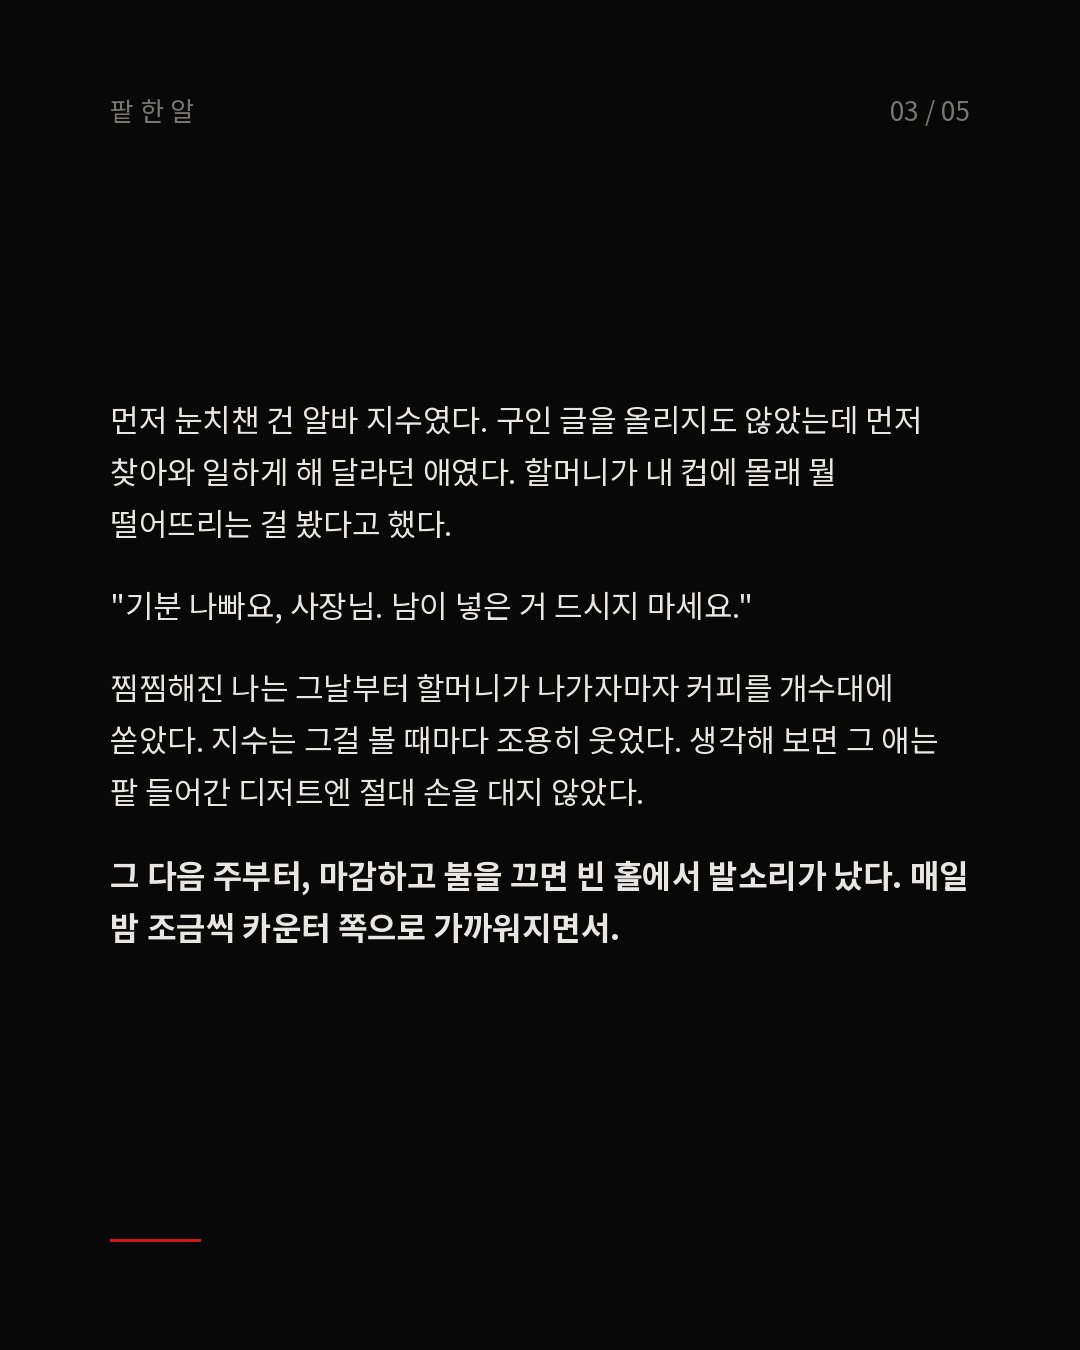 팥 한 알
03 / 05
먼저 눈치챈 건 알바 지수였다. 구인 글을 올리지도 않았는데 먼저
찾아와 일하게 해 달라던 애였다. 할머니가 내 컵에 몰래 뭘
떨어뜨리는 걸 봤다고 했다.
"기분 나빠요, 사장님. 남이 넣은 거 드시지 마세요."
찜찜해진 나는 그날부터 할머니가 나가자마자 커피를 개수대에
쏟았다. 지수는 그걸 볼 때마다 조용히 웃었다. 생각해 보면 그 애는
팥 들어간 디저트엔 절대 손을 대지 않았다.
그 다음 주부터, 마감하고 불을 끄면 빈 홀에서 발소리가 났다. 매일
밤 조금씩 카운터 쪽으로 가까워지면서.